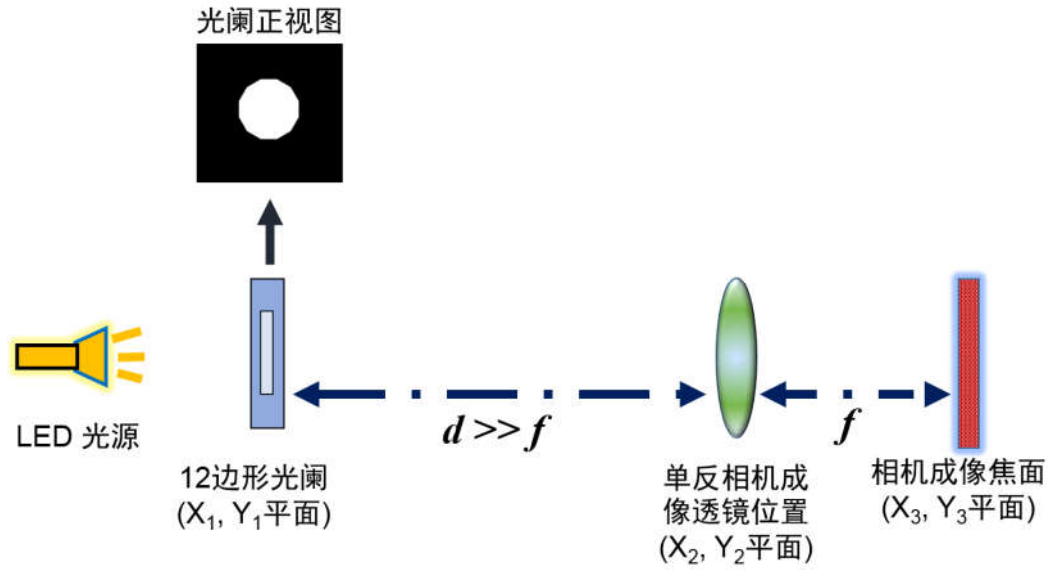 光阑正视图
LED 光源
d >> f
f
12边形光阑
(X₁, Y₁平面)
单反相机成
像透镜位置
(X₂, Y₂平面)
相机成像焦面
(X₃, Y₃平面)